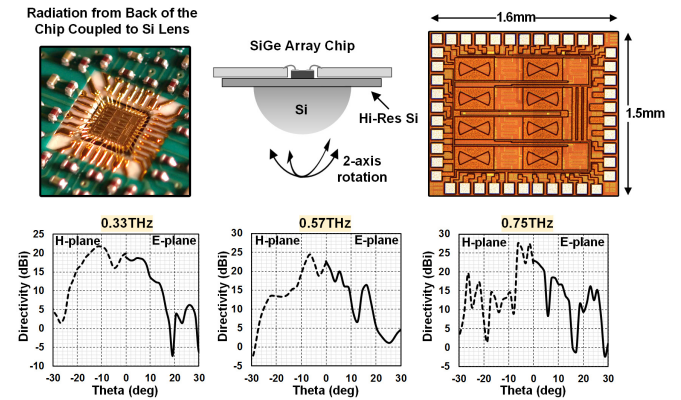 Radiation from Back of the
Chip Coupled to Si Lens
SiGe Array Chip
Si
Hi-Res Si
2-axis
rotation
1.6mm
1.5mm
0.33THz
H-plane
E-plane
Directivity (dBi)
25
20
15
10
5
0
-5
-10
-30 -20 -10 0 10 20 30
Theta (deg)
0.57THz
H-plane
E-plane
Directivity (dBi)
30
25
20
15
10
5
0
-5
-30 -20 -10 0 10 20 30
Theta (deg)
0.75THz
H-plane
E-plane
Directivity (dBi)
30
25
20
15
10
5
0
-5
-30 -20 -10 0 10 20 30
Theta (deg)